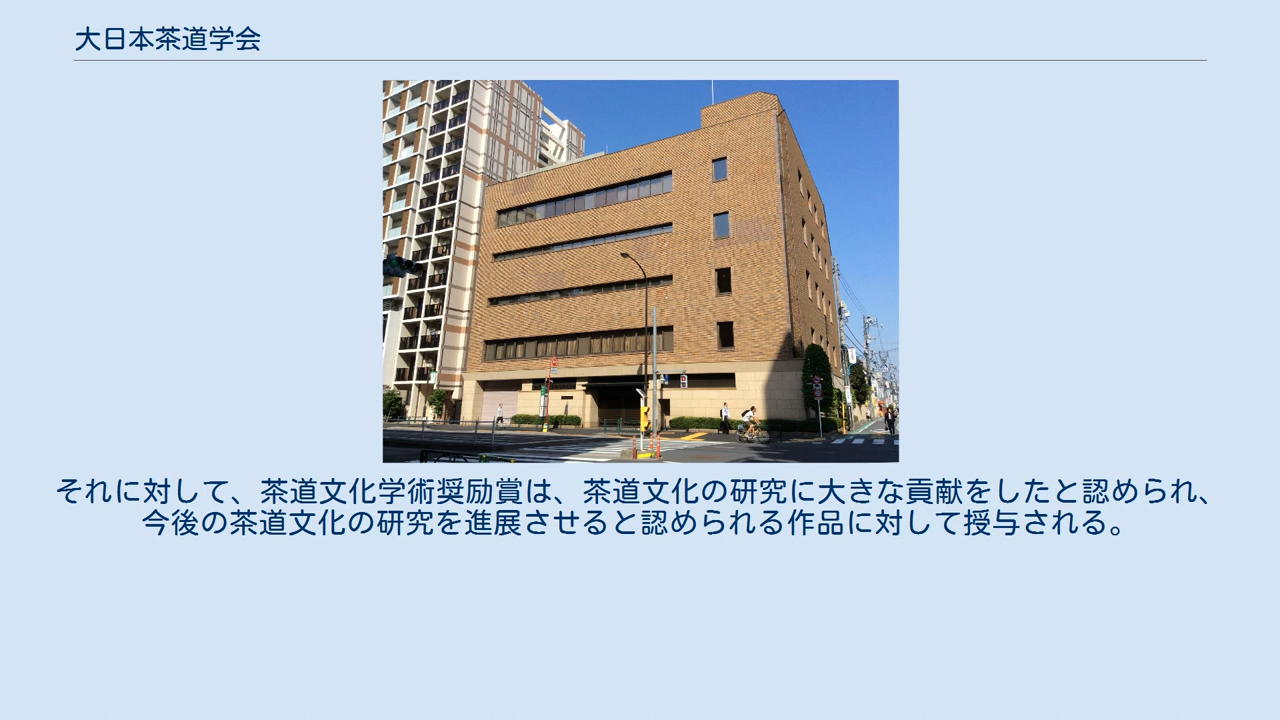 大日本茶道学会
それに対して、茶道文化学術奨励賞は、茶道文化の研究に大きな貢献をしたと認められ、
今後の茶道文化の研究を進展させると認められる作品に対して授与される。